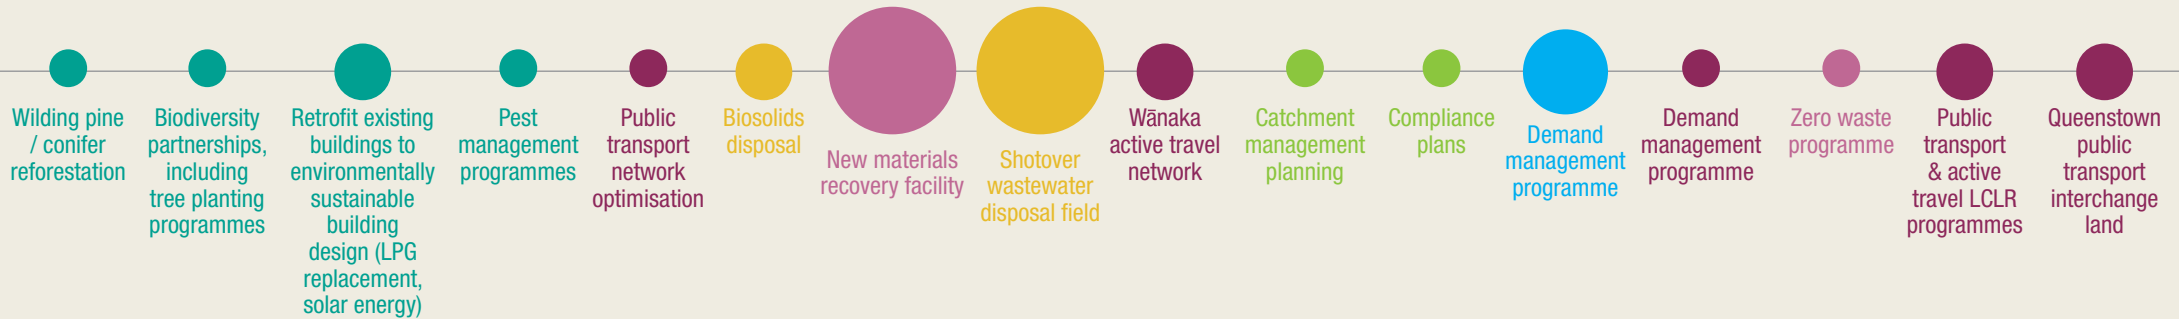 Wilding pine
/ conifer
reforestation
Biodiversity
partnerships,
including
tree planting
programmes
Retrofit existing
buildings to
environmentally
sustainable
building
design (LPG
replacement,
solar energy)
Pest
management
programmes
Public
transport
network
optimisation
Biosolids
disposal
New materials
recovery facility
Shotover
wastewater
disposal field
Wānaka
active travel
network
Catchment
management
planning
Compliance
plans
Demand
management
programme
Demand
management
programme
Zero waste
programme
Public
transport
& active
travel LCLR
programmes
Queenstown
public
transport
interchange
land